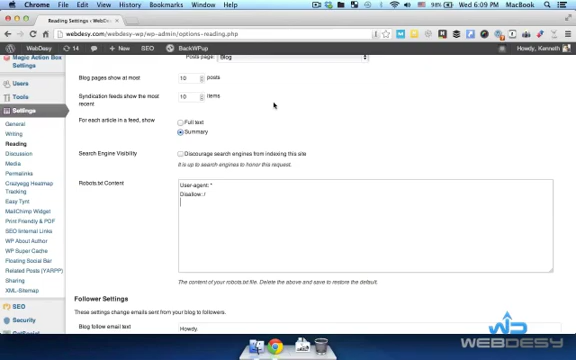 Chrome File Edit View History Bookmarks Window Help
98% Wed 6:09 PM MacBook
Reading Settings ‹ WebDes
webdesy.com/webdesy-wp/wp-admin/options-reading.php
WebDesy 14 + New SEO BackWPup Howdy, Kenneth
Magic Action Box
Settings
Users
Tools
Settings
General
Writing
Reading
Discussion
Media
Permalinks
Crazyegg Heatmap
Tracking
Easy Tynt
MailChimp Widget
Print Friendly & PDF
WP About Author
WP Super Cache
Floating Social Bar
Related Posts (YARPP)
Sharing
XML-Sitemap
SEO
Security
Posts page: Blog
Blog pages show at most 10 posts
Syndication feeds show the most
recent
10 items
For each article in a feed, show
Full text
Summary
Search Engine Visibility
Discourage search engines from indexing this site
It is up to search engines to honor this request.
Robots.txt Content
User-agent: *
Disallow: /
The content of your robots.txt file. Delete the above and save to restore the default.
Follower Settings
These settings change emails sent from your blog to followers.
Blog follow email text
Howdy.
WEBDESY